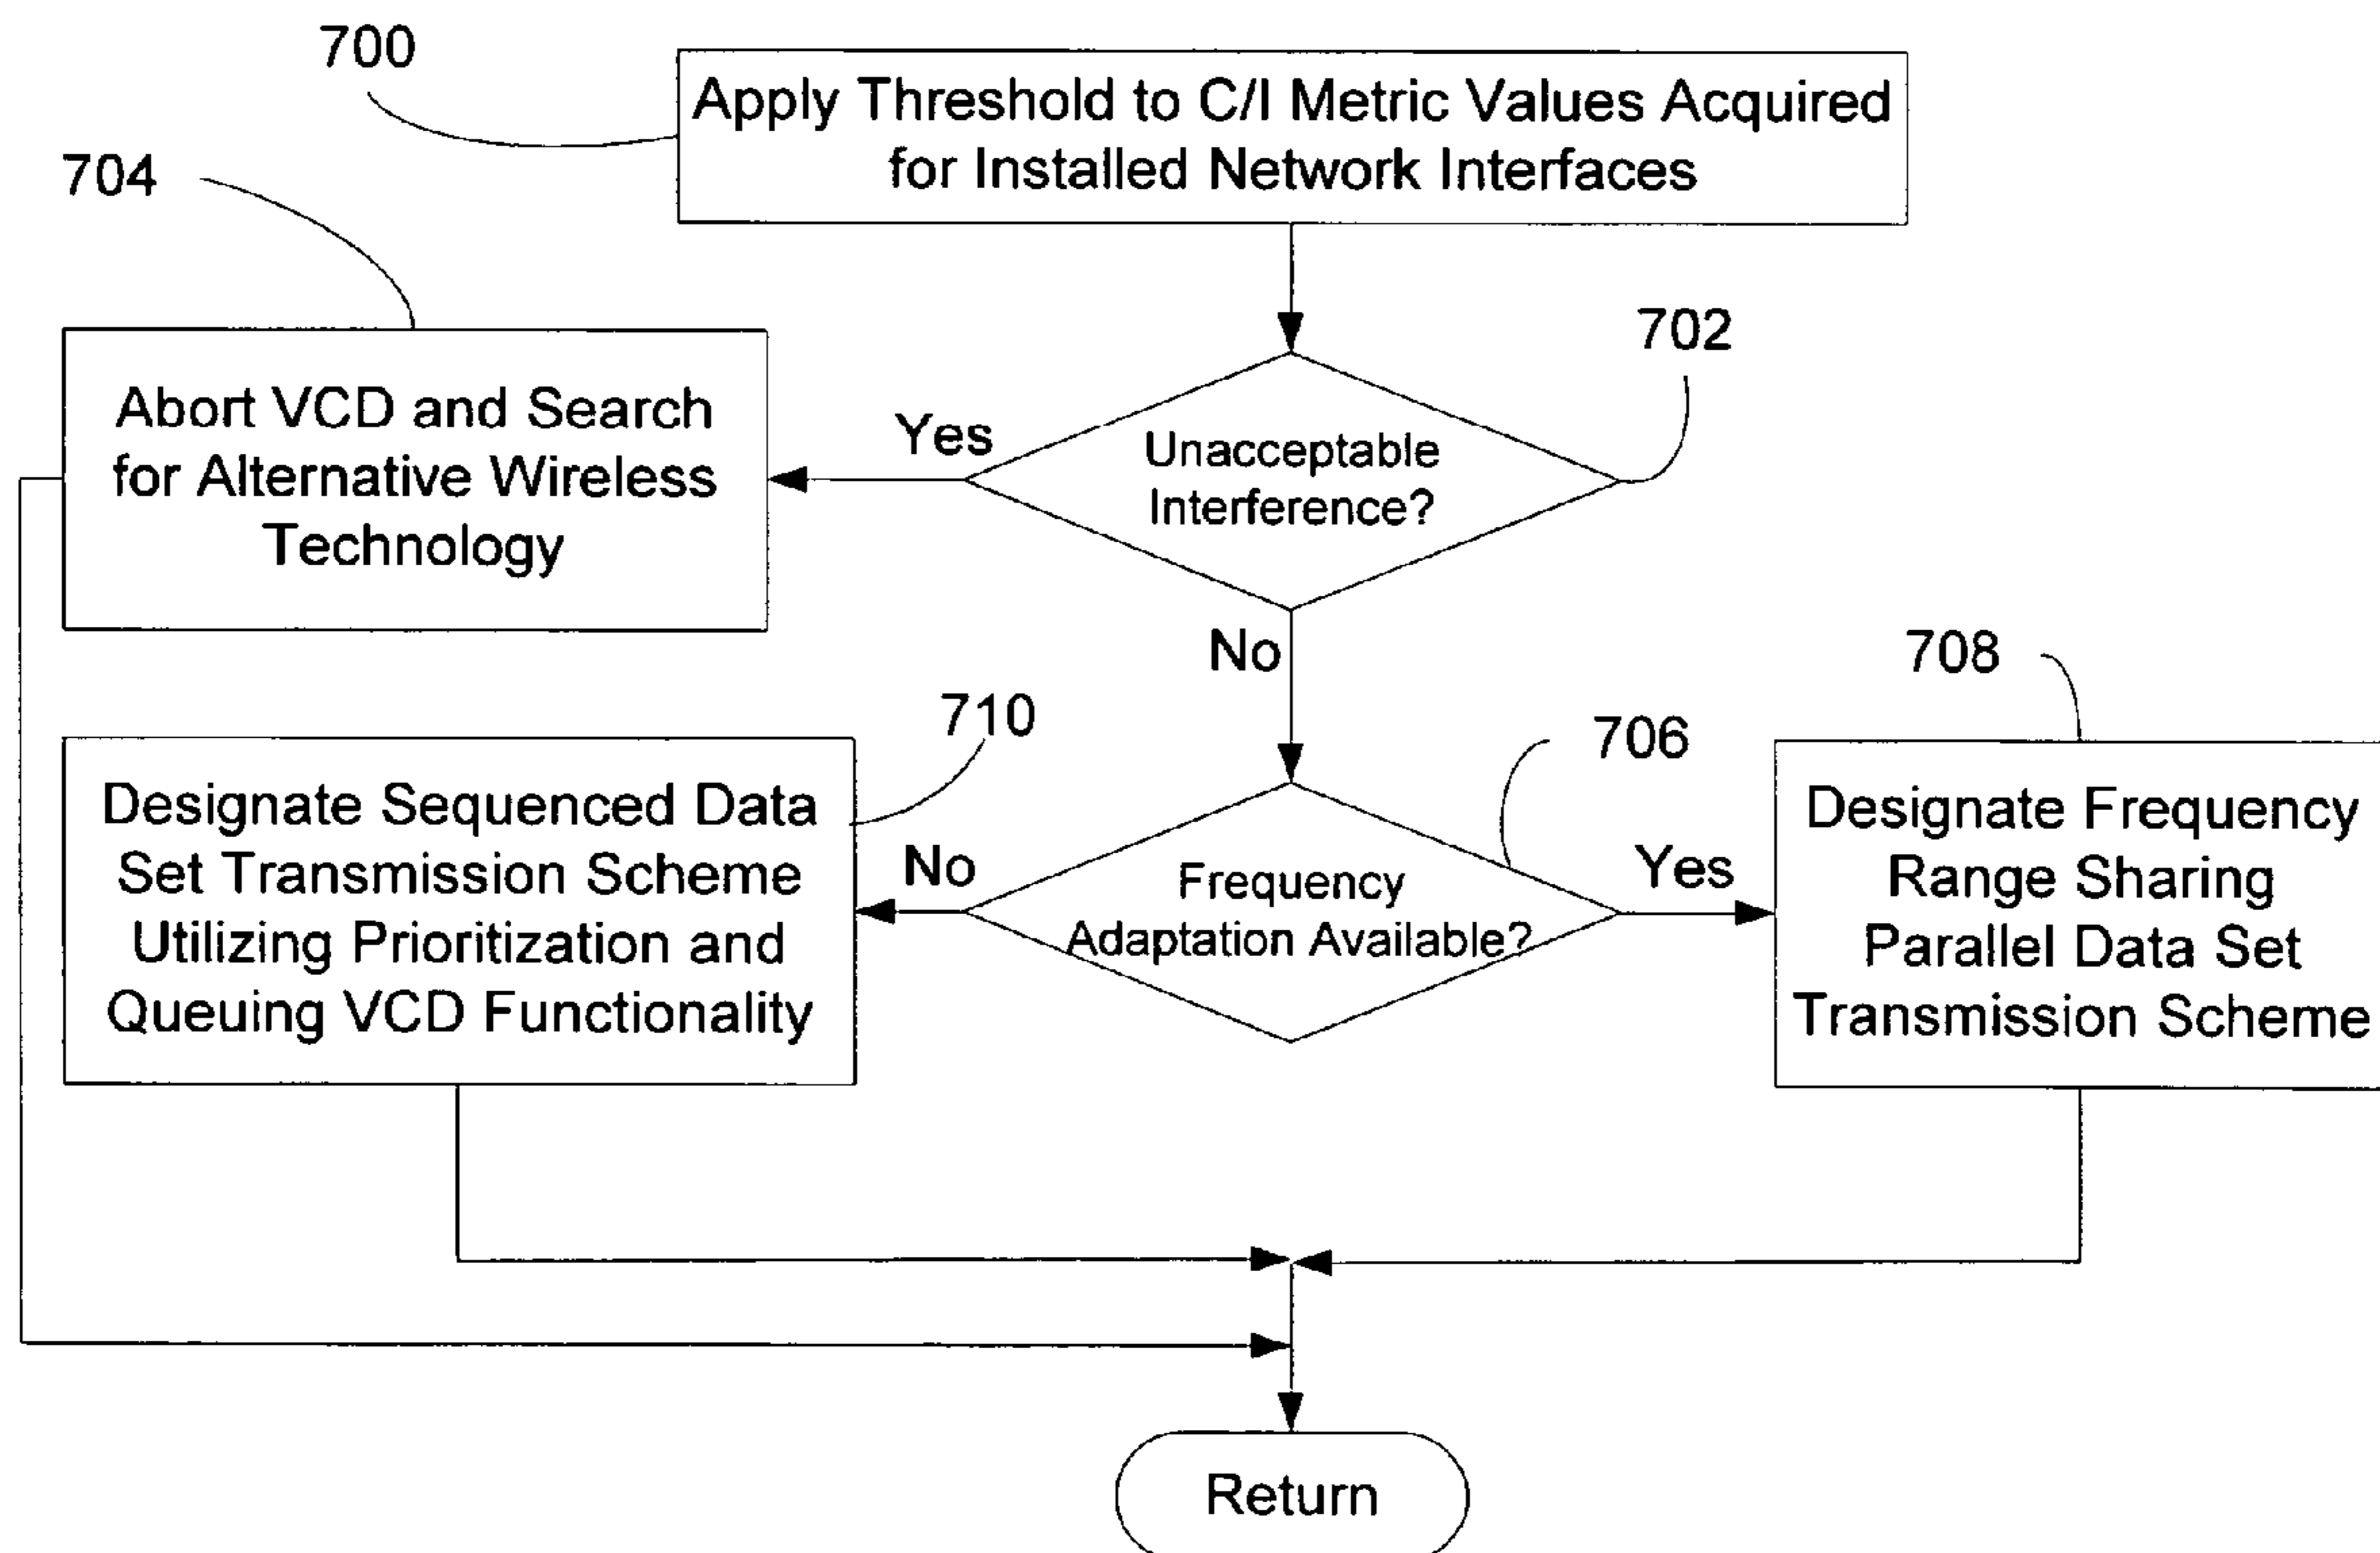 700
Apply Threshold to C/I Metric Values Acquired
for Installed Network Interfaces
704
702
Abort VCD and Search
for Alternative Wireless
Technology
Yes
Unacceptable
Interference?
No
708
710
706
Designate Sequenced Data
Set Transmission Scheme
Utilizing Prioritization and
Queuing VCD Functionality
No
Frequency
Adaptation Available?
Yes
Designate Frequency
Range Sharing
Parallel Data Set
Transmission Scheme
Return